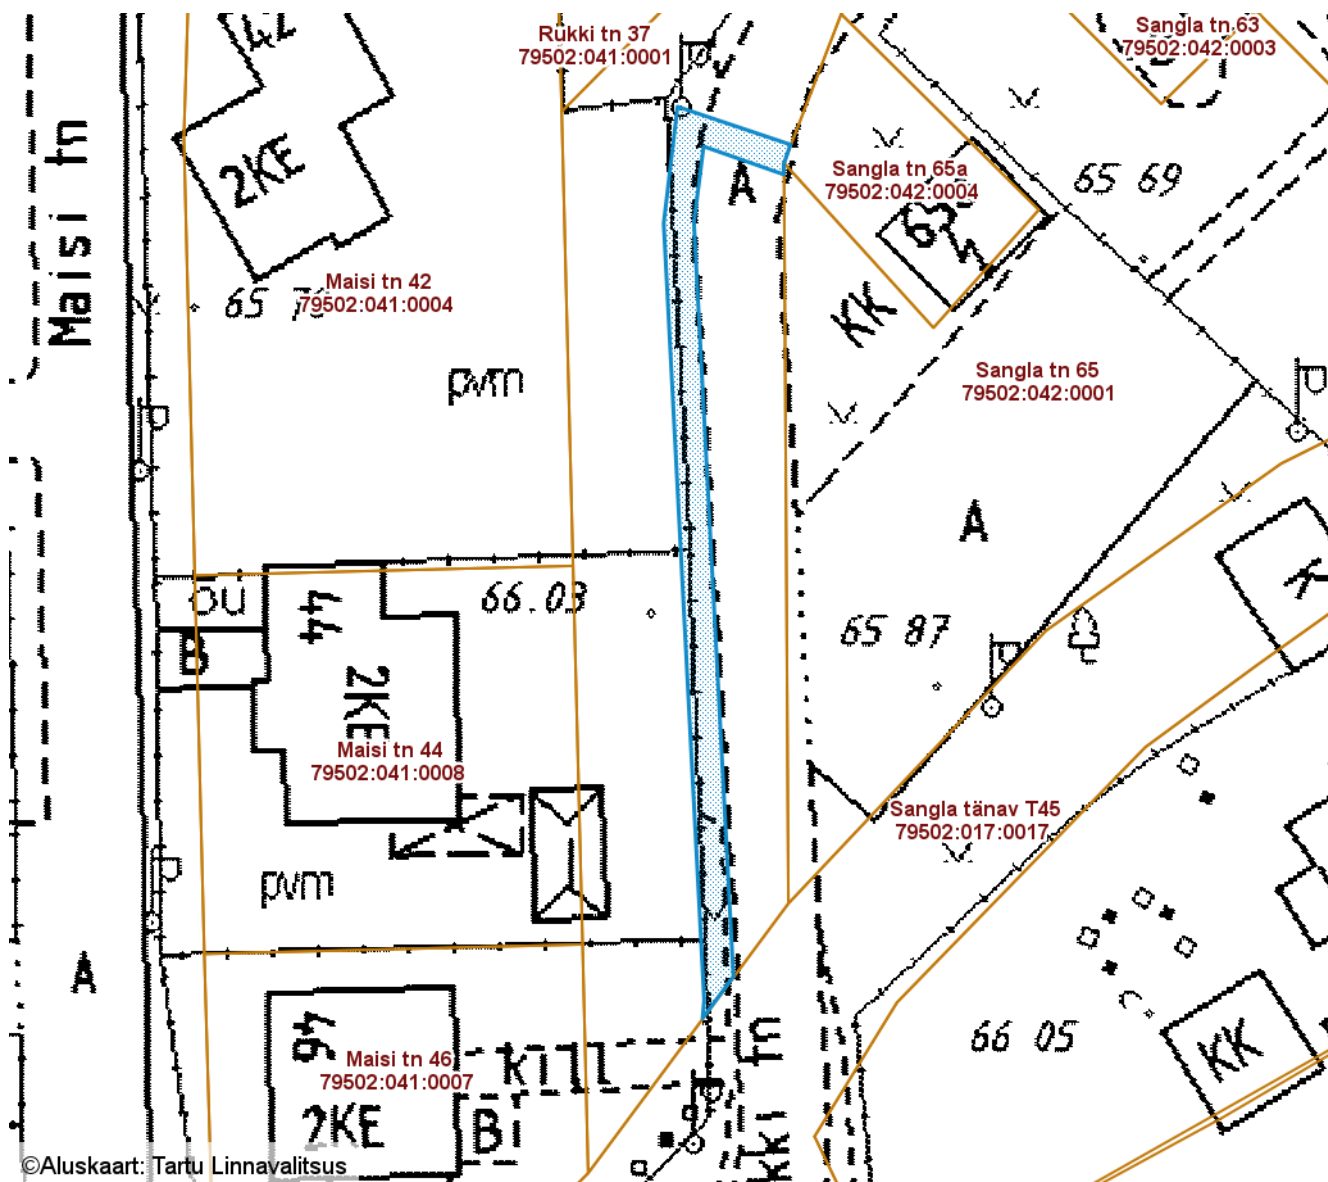 42
Rukki tn 37
79502:041:0001
Sangla tn 63
79502:042:0003
Maisi tn
2KE
A
Sangla tn 65a
79502:042:0004
65 69
Maisi tn 42
79502:041:0004
65
KK
pvm
Sangla tn 65
79502:042:0001
A
66.03
44
K
65 87
B
2KE
Maisi tn 44
79502:041:0008
Sangla tänav T45
79502:017:0017
pvm
A
46
66 05
KK
Maisi tn 46
79502:041:0007
2KE
B
kki tn
©Aluskaart: Tartu Linnavalitsus